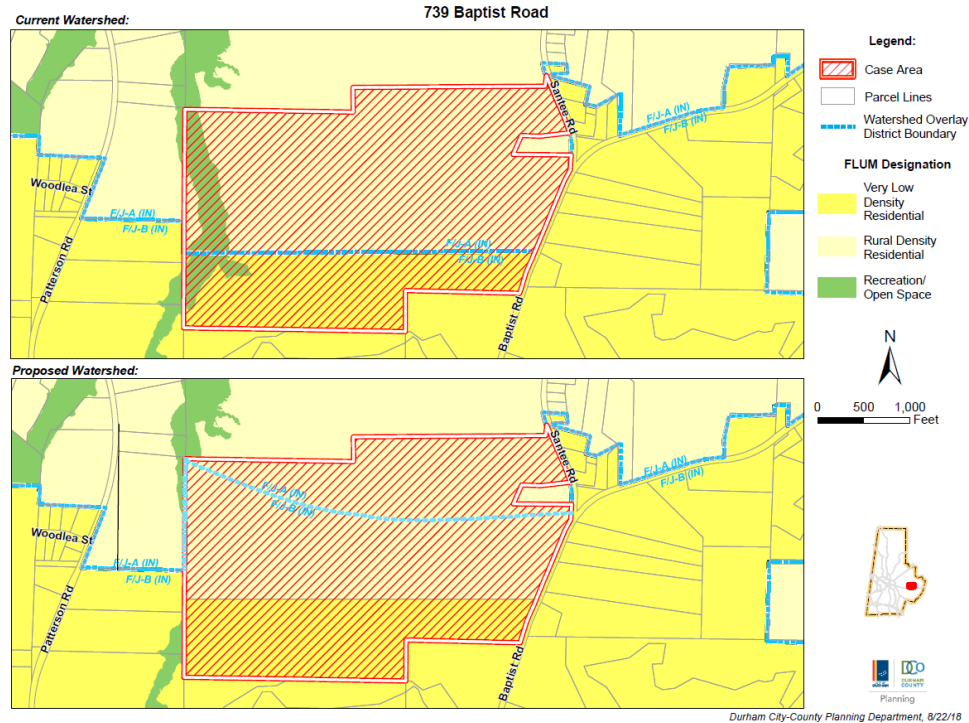 739 Baptist Road
Current Watershed:
Santee Rd
F/J-A (IN)
F/J-B (IN)
Woodlea St
F/J-A (IN)
F/J-B (IN)
F/J-A (IN)
F/J-B (IN)
Patterson Rd
Baptist Rd
Proposed Watershed:
Santee Rd
F/J-A (IN)
F/J-B (IN)
F/J-A (IN)
F/J-B (IN)
Woodlea St
F/J-A (IN)
F/J-B (IN)
Patterson Rd
Baptist Rd
Legend:
Case Area
Parcel Lines
Watershed Overlay
District Boundary
FLUM Designation
Very Low
Density
Residential
Rural Density
Residential
Recreation/
Open Space
N
0 500 1,000
Feet
DCO
DURHAM
COUNTY
Planning
Durham City-County Planning Department, 8/22/18